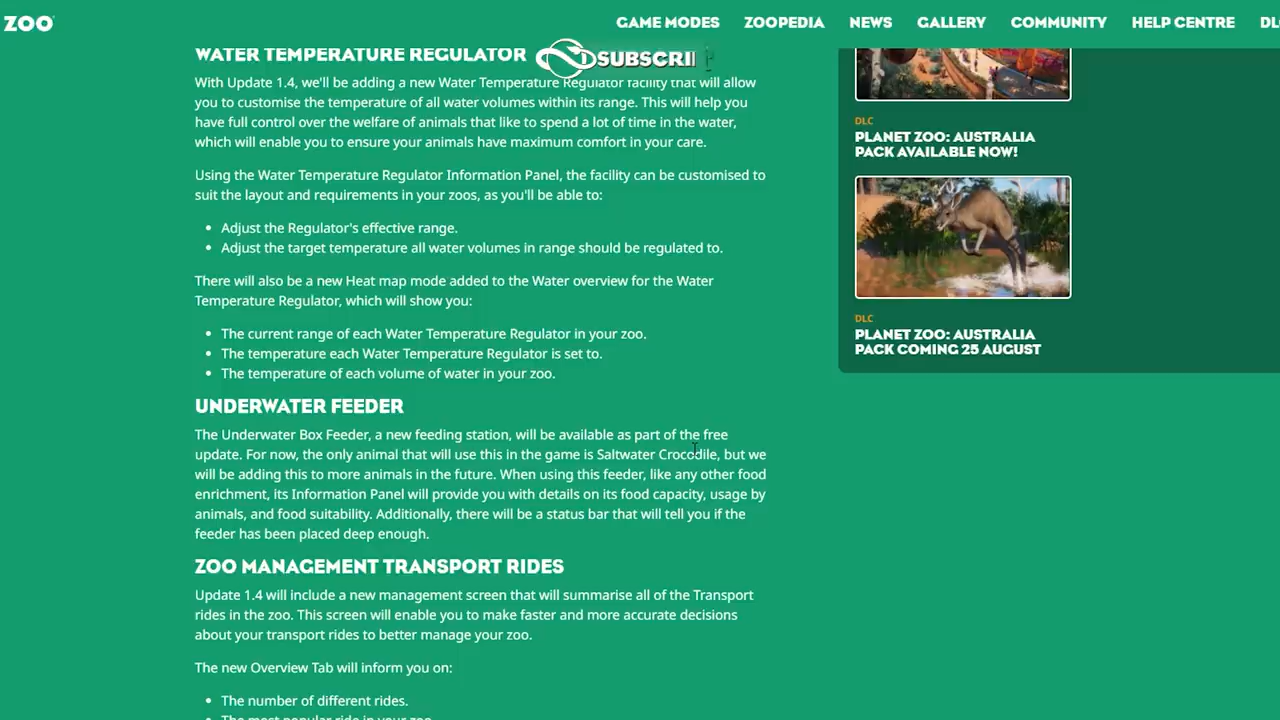 ZOO
GAME MODES ZOOPEDIA NEWS GALLERY COMMUNITY HELP CENTRE DL
WATER TEMPERATURE REGULATOR
SUBSCRI
With Update 1.4, we'll be adding a new Water Temperature Regulator facility that will allow
you to customise the temperature of all water volumes within its range. This will help you
have full control over the welfare of animals that like to spend a lot of time in the water,
which will enable you to ensure your animals have maximum comfort in your care.
Using the Water Temperature Regulator Information Panel, the facility can be customised to
suit the layout and requirements in your zoos, as you'll be able to:
• Adjust the Regulator's effective range.
• Adjust the target temperature all water volumes in range should be regulated to.
There will also be a new Heat map mode added to the Water overview for the Water
Temperature Regulator, which will show you:
• The current range of each Water Temperature Regulator in your zoo.
• The temperature each Water Temperature Regulator is set to.
• The temperature of each volume of water in your zoo.
UNDERWATER FEEDER
The Underwater Box Feeder, a new feeding station, will be available as part of the free
update. For now, the only animal that will use this in the game is Saltwater Crocodile, but we
will be adding this to more animals in the future. When using this feeder, like any other food
enrichment, its Information Panel will provide you with details on its food capacity, usage by
animals, and food suitability. Additionally, there will be a status bar that will tell you if the
feeder has been placed deep enough.
ZOO MANAGEMENT TRANSPORT RIDES
Update 1.4 will include a new management screen that will summarise all of the Transport
rides in the zoo. This screen will enable you to make faster and more accurate decisions
about your transport rides to better manage your zoo.
The new Overview Tab will inform you on:
• The number of different rides.
• The most popular ride in your zoo.
DLC
PLANET ZOO: AUSTRALIA
PACK AVAILABLE NOW!
DLC
PLANET ZOO: AUSTRALIA
PACK COMING 25 AUGUST